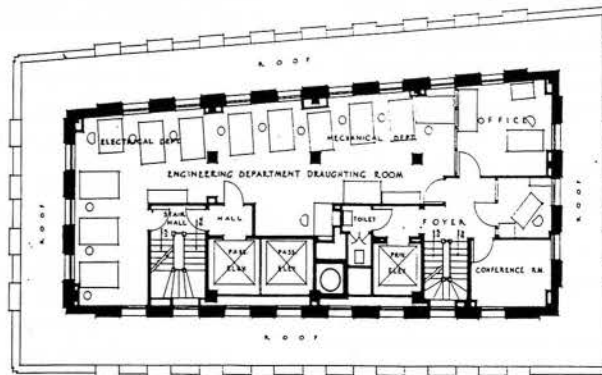 ROOF
OFFICE
ELECTRICAL DEPT
MECHANICAL DEPT.
ENGINEERING DEPARTMENT DRAUGHTING ROOM
ROOF
STAIR HALL
HALL
TOILET
FOYER
ROOF
PASS. ELEV
PASS. ELEV
PRIV. ELEV
CONFERENCE RM.
ROOF